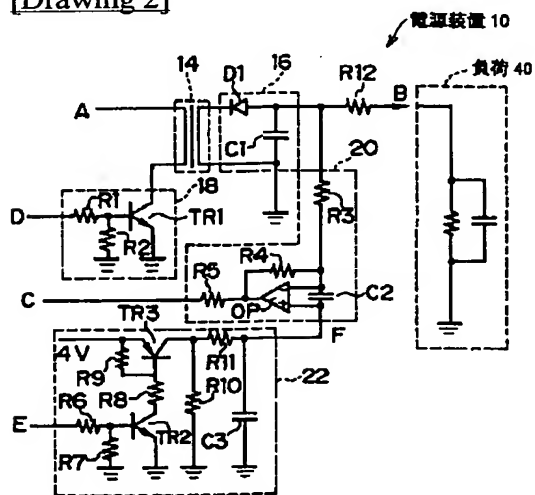 [Drawing 2]
電源装置 10
14
16
D1
R12
B
負荷 40
A
C1
20
18
R3
R1
D
TR1
R2
R4
R5
C
OP
C2
TR3
F
4V
R11
R9
22
R8
R10
R6
E
TR2
C3
R7